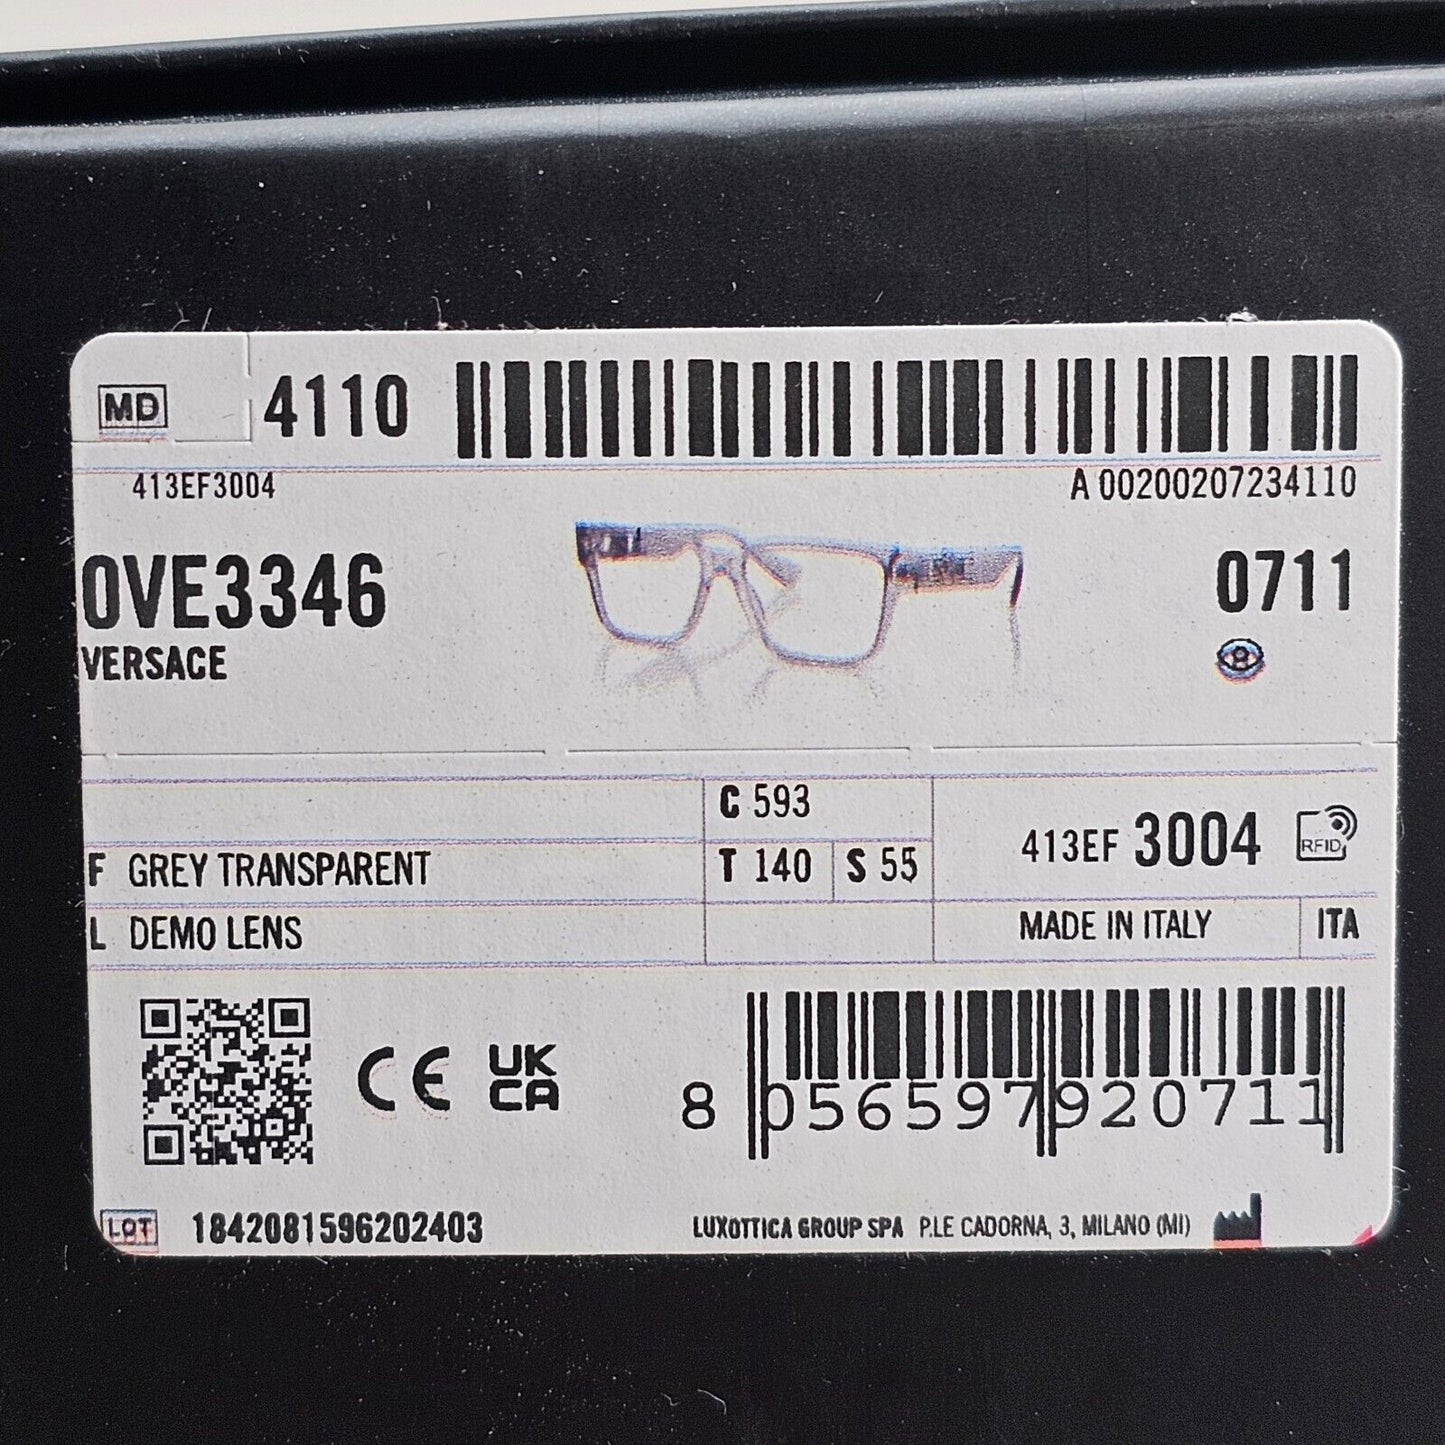 MD 4110
413EF3004 A 00200207234110
0VE3346 0711
VERSACE
C 593
F GREY TRANSPARENT T 140 S 55 413EF 3004 RFID
L DEMO LENS MADE IN ITALY ITA
CE UK
CA
8 056597 920711
LOT 1842081596202403 LUXOTTICA GROUP SPA P.LE CADORNA, 3, MILANO (MI)